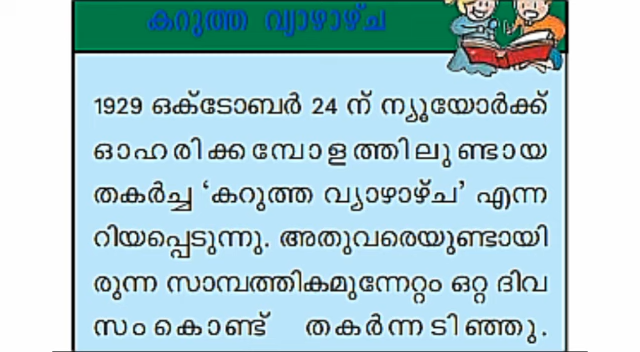 കറുത്ത വ്യാഴാഴ്ച
1929 ഒക്ടോബർ 24 ന് ന്യൂയോർക്ക്
ഓഹരിക്കമ്പോളത്തിലുണ്ടായ
തകർച്ച ‘കറുത്ത വ്യാഴാഴ്ച’ എന്ന
റിയപ്പെടുന്നു. അതുവരെയുണ്ടായി
രുന്ന സാമ്പത്തികമുന്നേറ്റം ഒറ്റ ദിവ
സംകൊണ്ട് തകർന്നടിഞ്ഞു.